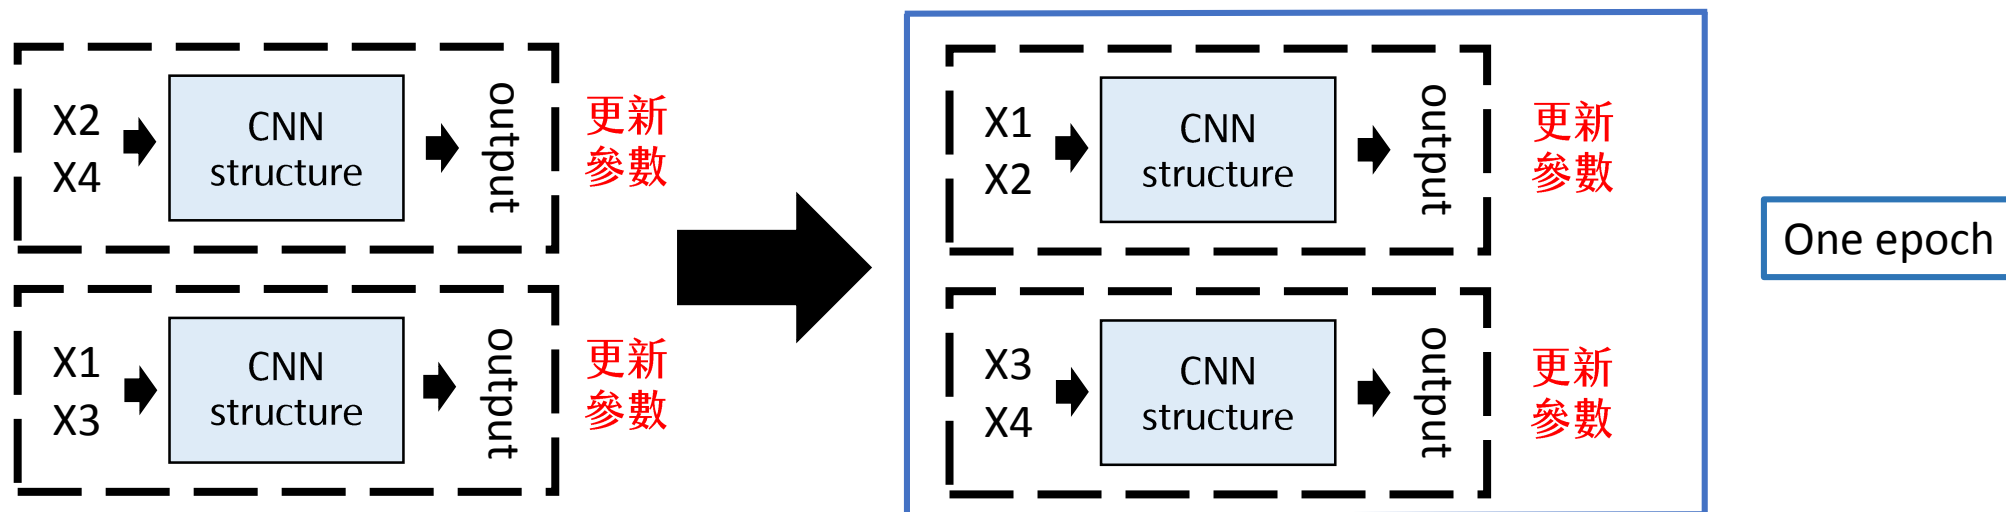 X2
X4
CNN
structure
output
更新
參數
X1
X3
CNN
structure
output
更新
參數
X1
X2
CNN
structure
output
更新
參數
X3
X4
CNN
structure
output
更新
參數
One epoch